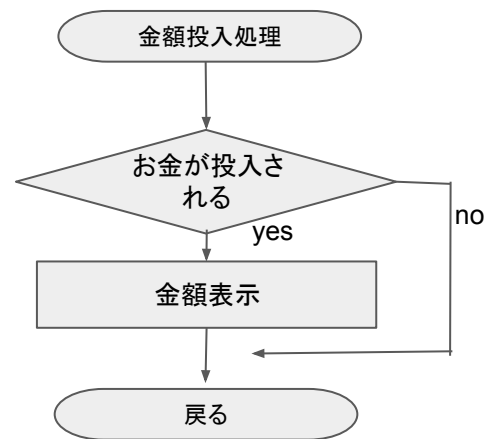 金額投入処理
お金が投入さ
れる
yes
no
金額表示
戻る